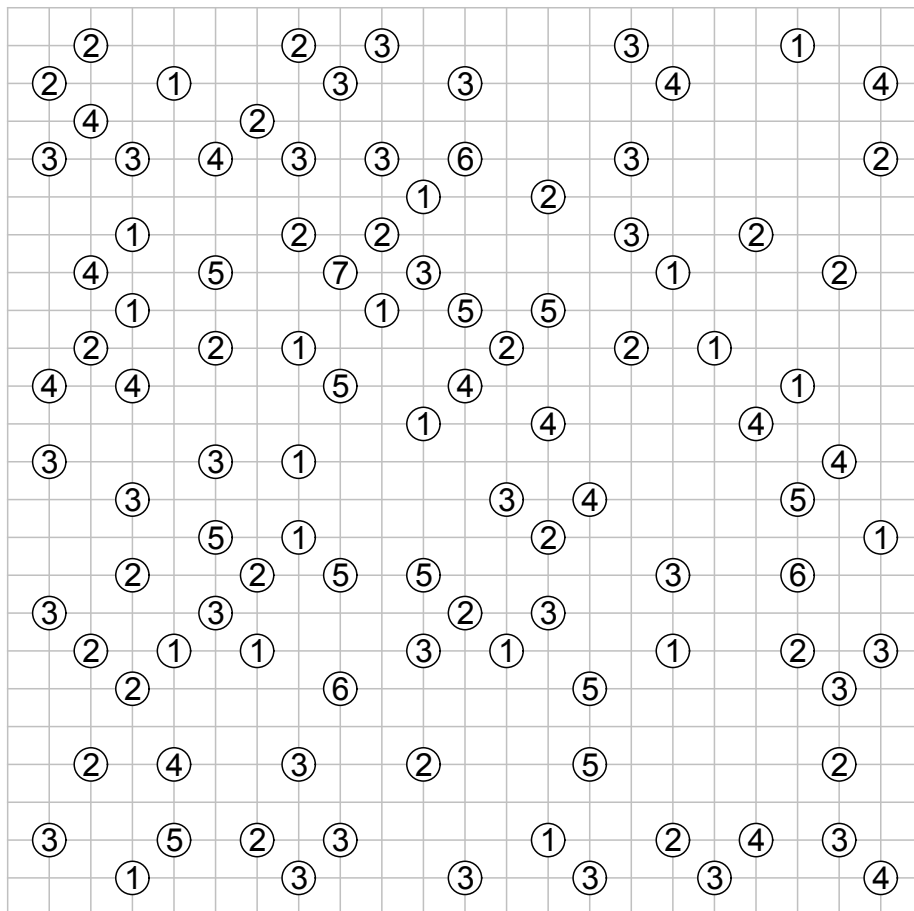 2 2 3 3 1
2 1 3 3 4 4
4 2
3 3 4 3 3 6 3 2
1 2
1 2 2 3 2
4 5 7 3 1 2
1 1 5 5
2 2 1 2 2 1
4 4 5 4 1
1 4 4
3 3 1 4
3 3 4 5
5 1 2 1
2 2 5 5 3 6
3 3 2 3
2 1 1 3 1 1 2 3
2 6 5 3
2 4 3 2 5 2
3 5 2 3 1 2 4 3
1 3 3 3 3 4